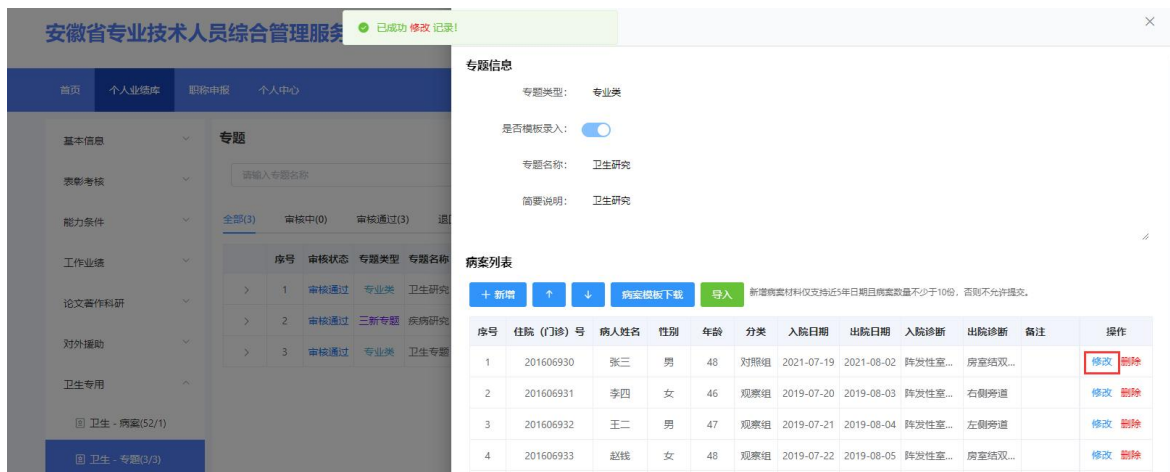 安徽省专业技术人员综合管理服务
已成功 修改 记录!
首页 个人业绩库 职称申报 个人中心
基本信息
表彰考核
能力条件
工作业绩
论文著作科研
对外援助
卫生专用
卫生 - 病案(52/1)
卫生 - 专题(3/3)
专题
请输入专题名称
全部(3) 审核中(0) 审核通过(3) 退
序号 审核状态 专题类型 专题名称
1 审核通过 专业类 卫生研究
2 审核通过 三新专题 疾病研究
3 审核通过 专业类 卫生专题
专题信息
专题类型: 专业类
是否模板录入:
专题名称: 卫生研究
简要说明: 卫生研究
病案列表
+ 新增 ↑ ↓ 病案模板下载 导入 新增病案材料仅支持近5年日期且病案数量不少于10份，否则不允许提交。
序号 住院（门诊）号 病人姓名 性别 年龄 分类 入院日期 出院日期 入院诊断 出院诊断 备注 操作
1 201606930 张三 男 48 对照组 2021-07-19 2021-08-02 阵发性室... 房室结双... 修改 删除
2 201606931 李四 女 46 观察组 2019-07-20 2019-08-03 阵发性室... 右侧旁道 修改 删除
3 201606932 王二 男 47 观察组 2019-07-21 2019-08-04 阵发性室... 左侧旁道 修改 删除
4 201606933 赵钱 女 48 观察组 2019-07-22 2019-08-05 阵发性室... 房室结双... 修改 删除